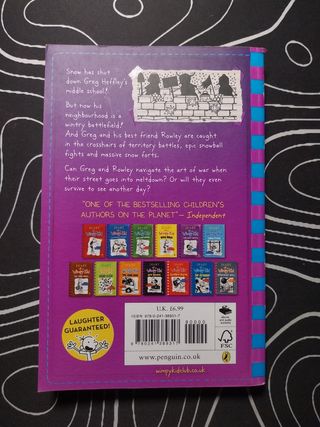 Snow has shut
down Greg Heffley's
middle school!
But now his
neighbourhood is a
wintry battlefield!
And Greg and his best friend Rowley are caught
in the crosshairs of territory battles, epic snowball
fights and massive snow forts.
Can Greg and Rowley navigate the art of war when
their street goes into meltdown? Or will they even
survive to see another day?
"ONE OF THE BESTSELLING CHILDREN'S
AUTHORS ON THE PLANET" – Independent
LAUGHTER
GUARANTEED!
U.K. £6.99
90000
www.penguin.co.uk
wimpykidclub.co.uk
FSC